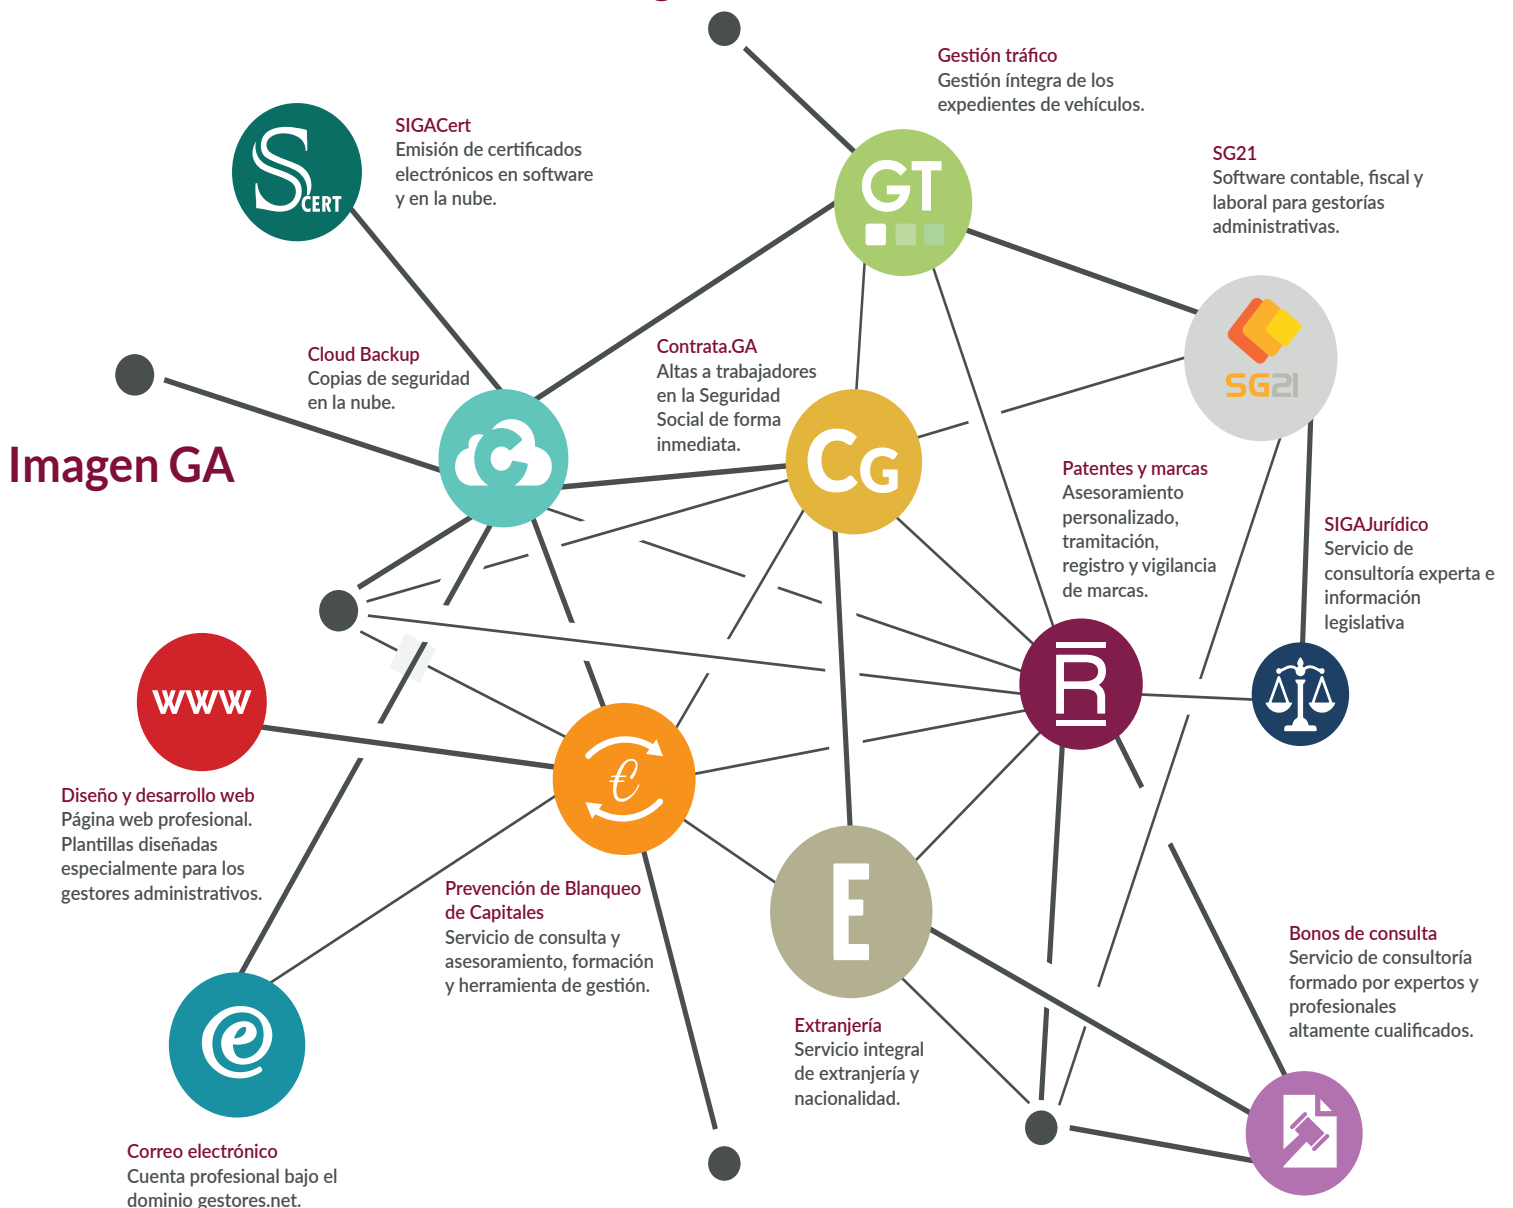 Gestión tráfico
Gestión íntegra de los
expedientes de vehículos.
SIGACert
Emisión de certificados
electrónicos en software
y en la nube.
S
CERT
GT
SG21
Software contable, fiscal y
laboral para gestorías
administrativas.
SG21
Cloud Backup
Copias de seguridad
en la nube.
Contrata.GA
Altas a trabajadores
en la Seguridad
Social de forma
inmediata.
Imagen GA
C
CG
Patentes y marcas
Asesoramiento
personalizado,
tramitación,
registro y vigilancia
de marcas.
SIGAJurídico
Servicio de
consultoría experta e
información
legislativa
R
www
€
Diseño y desarrollo web
Página web profesional.
Plantillas diseñadas
especialmente para los
gestores administrativos.
Prevención de Blanqueo
de Capitales
Servicio de consulta y
asesoramiento, formación
y herramienta de gestión.
E
Bonos de consulta
Servicio de consultoría
formado por expertos y
profesionales
altamente cualificados.
Extranjería
Servicio integral
de extranjería y
nacionalidad.
@
Correo electrónico
Cuenta profesional bajo el
dominio gestores.net.